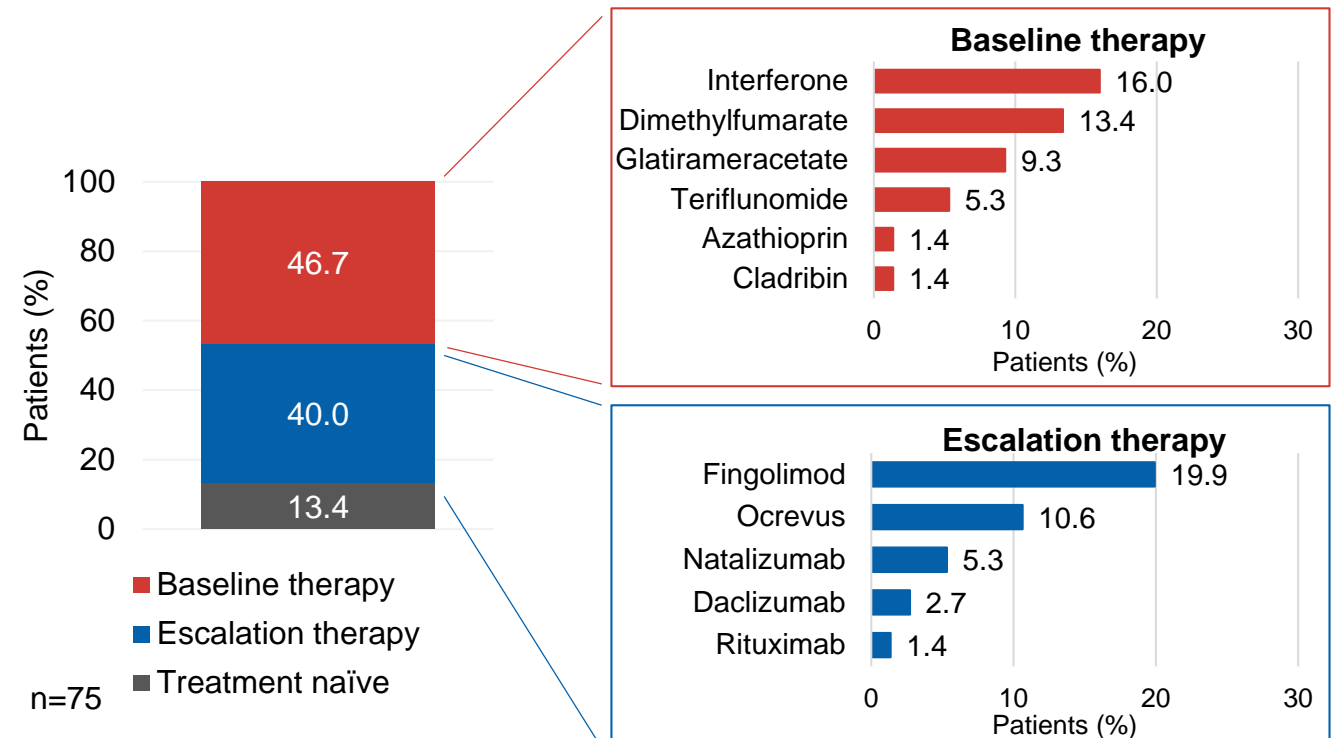 Patients (%)
100
80
60
40
20
0
46.7
40.0
13.4
Baseline therapy
Escalation therapy
Treatment naïve
n=75
Baseline therapy
Interferone 16.0
Dimethylfumarate 13.4
Glatirameracetate 9.3
Teriflunomide 5.3
Azathioprin 1.4
Cladribin 1.4
0 10 20 30
Patients (%)
Escalation therapy
Fingolimod 19.9
Ocrevus 10.6
Natalizumab 5.3
Daclizumab 2.7
Rituximab 1.4
0 10 20 30
Patients (%)